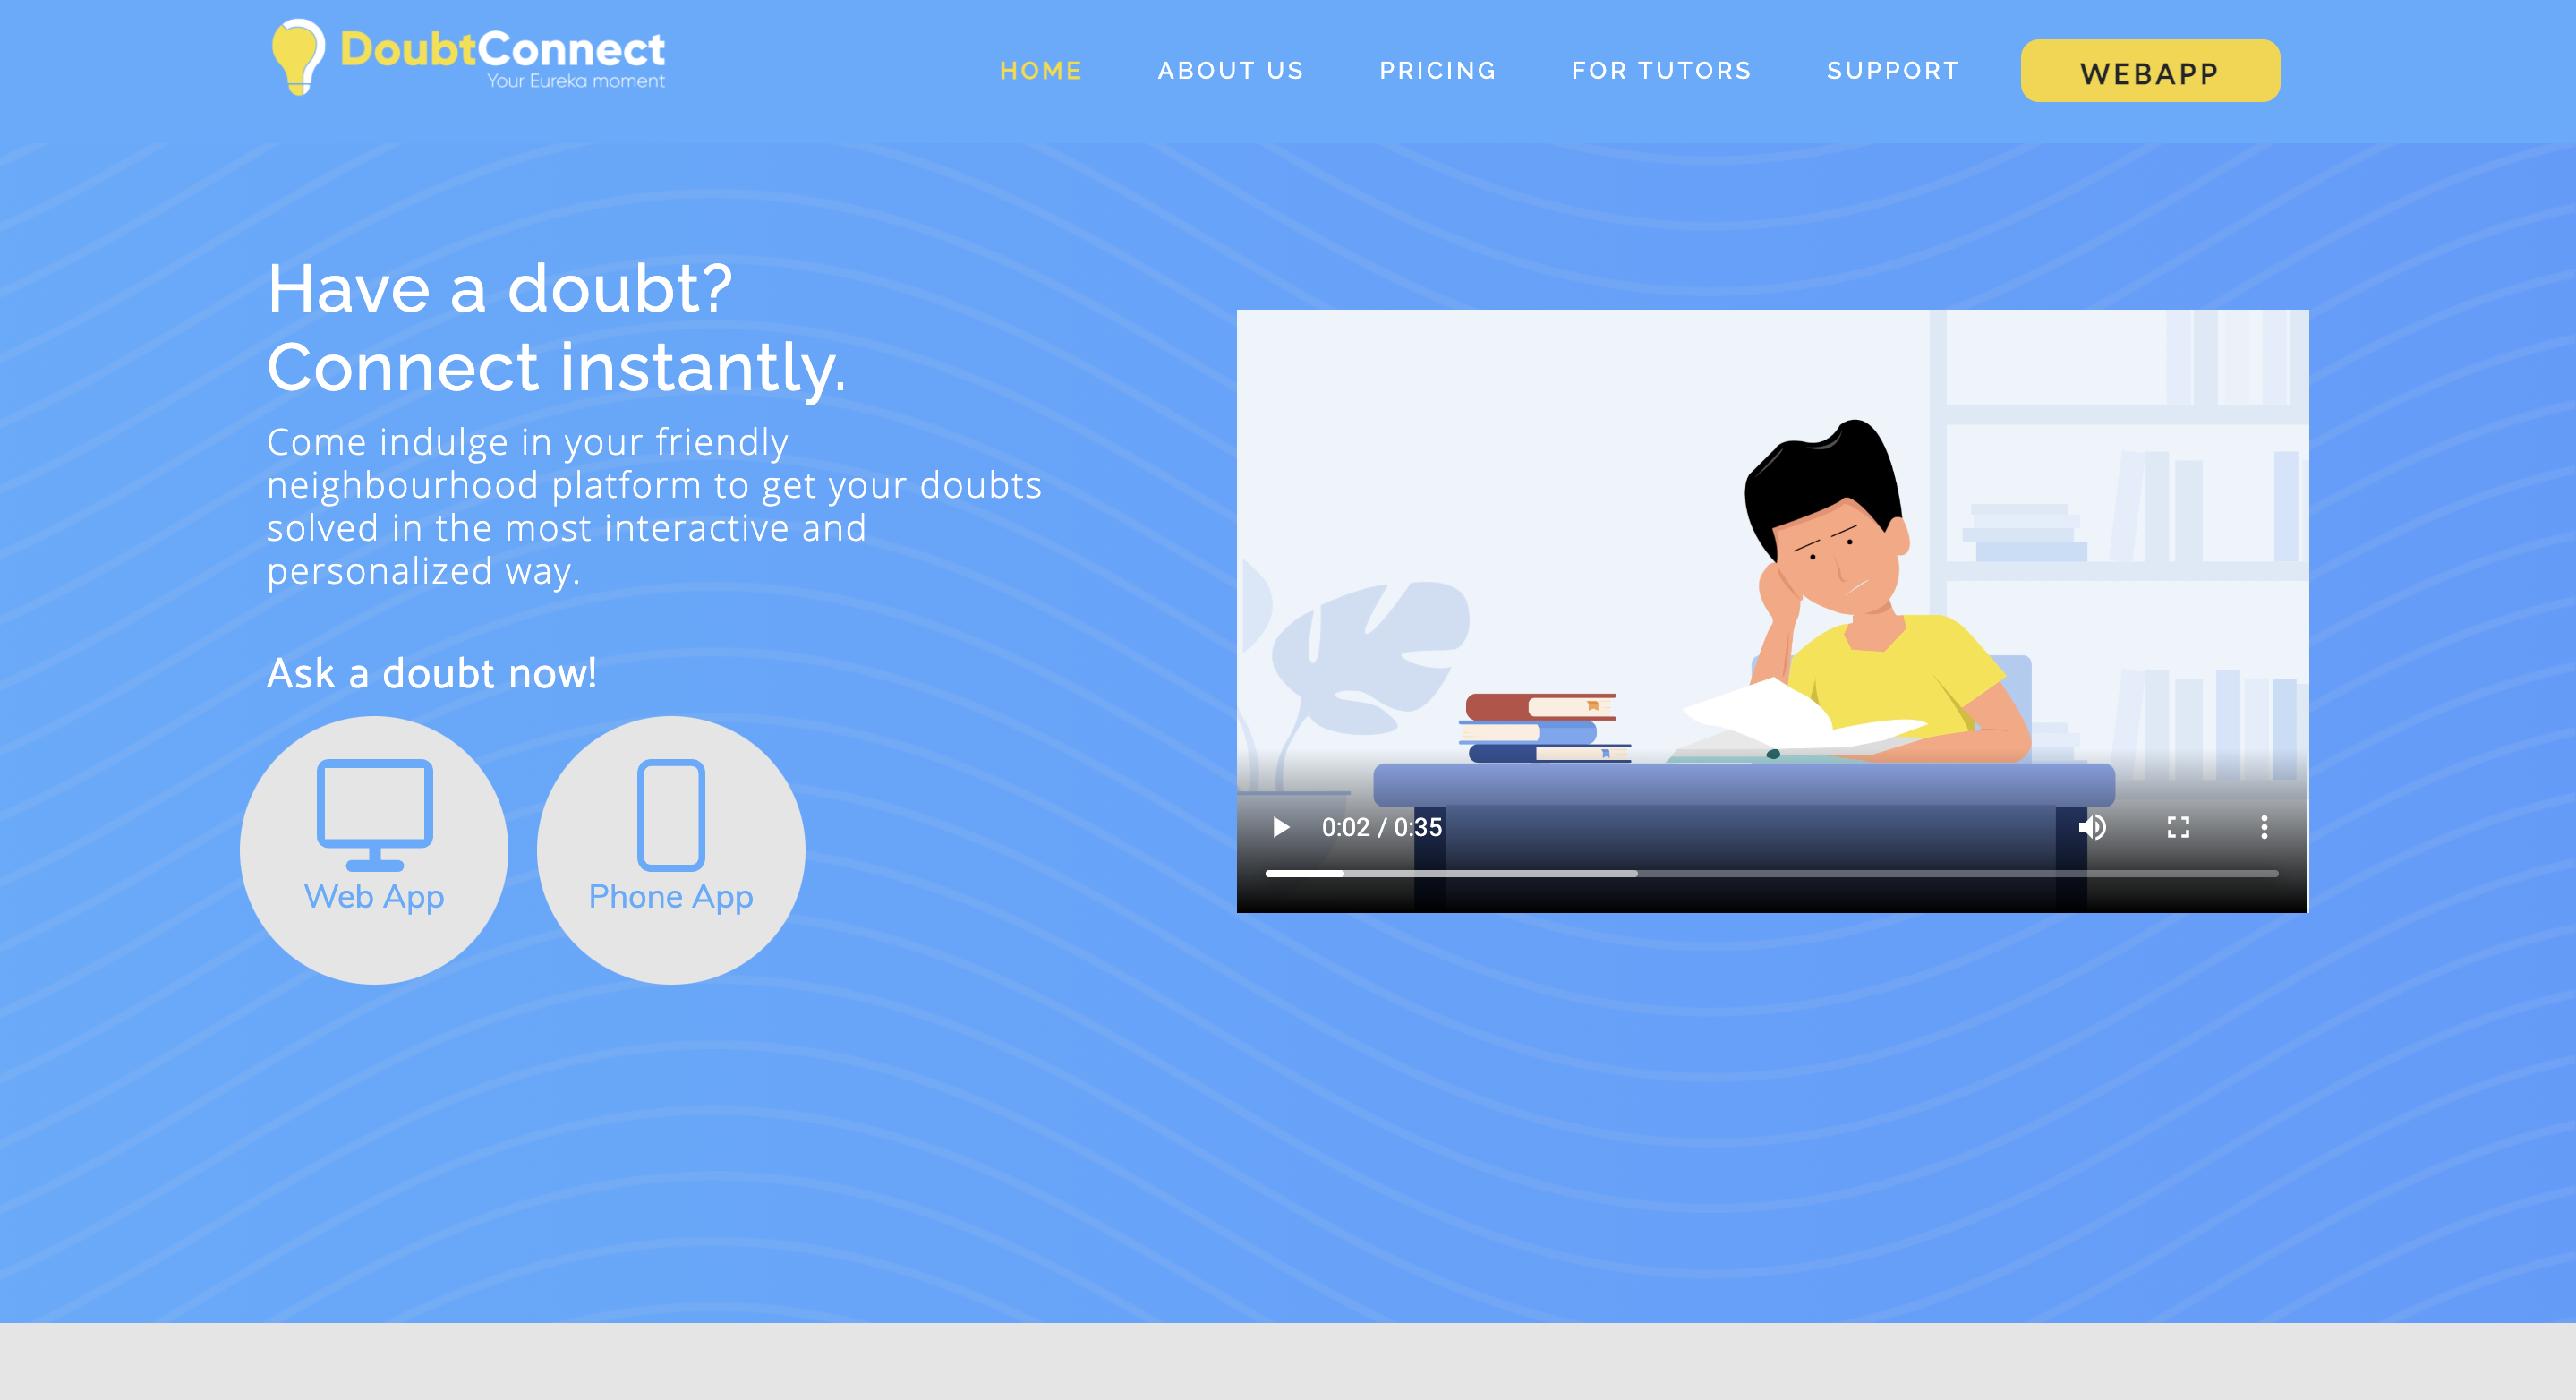 DoubtConnect
Your Eureka moment
HOME
ABOUT US
PRICING
FOR TUTORS
SUPPORT
WEBAPP
Have a doubt?
Connect instantly.
Come indulge in your friendly
neighbourhood platform to get your doubts
solved in the most interactive and
personalized way.
Ask a doubt now!
Web App
Phone App
0:02 / 0:35